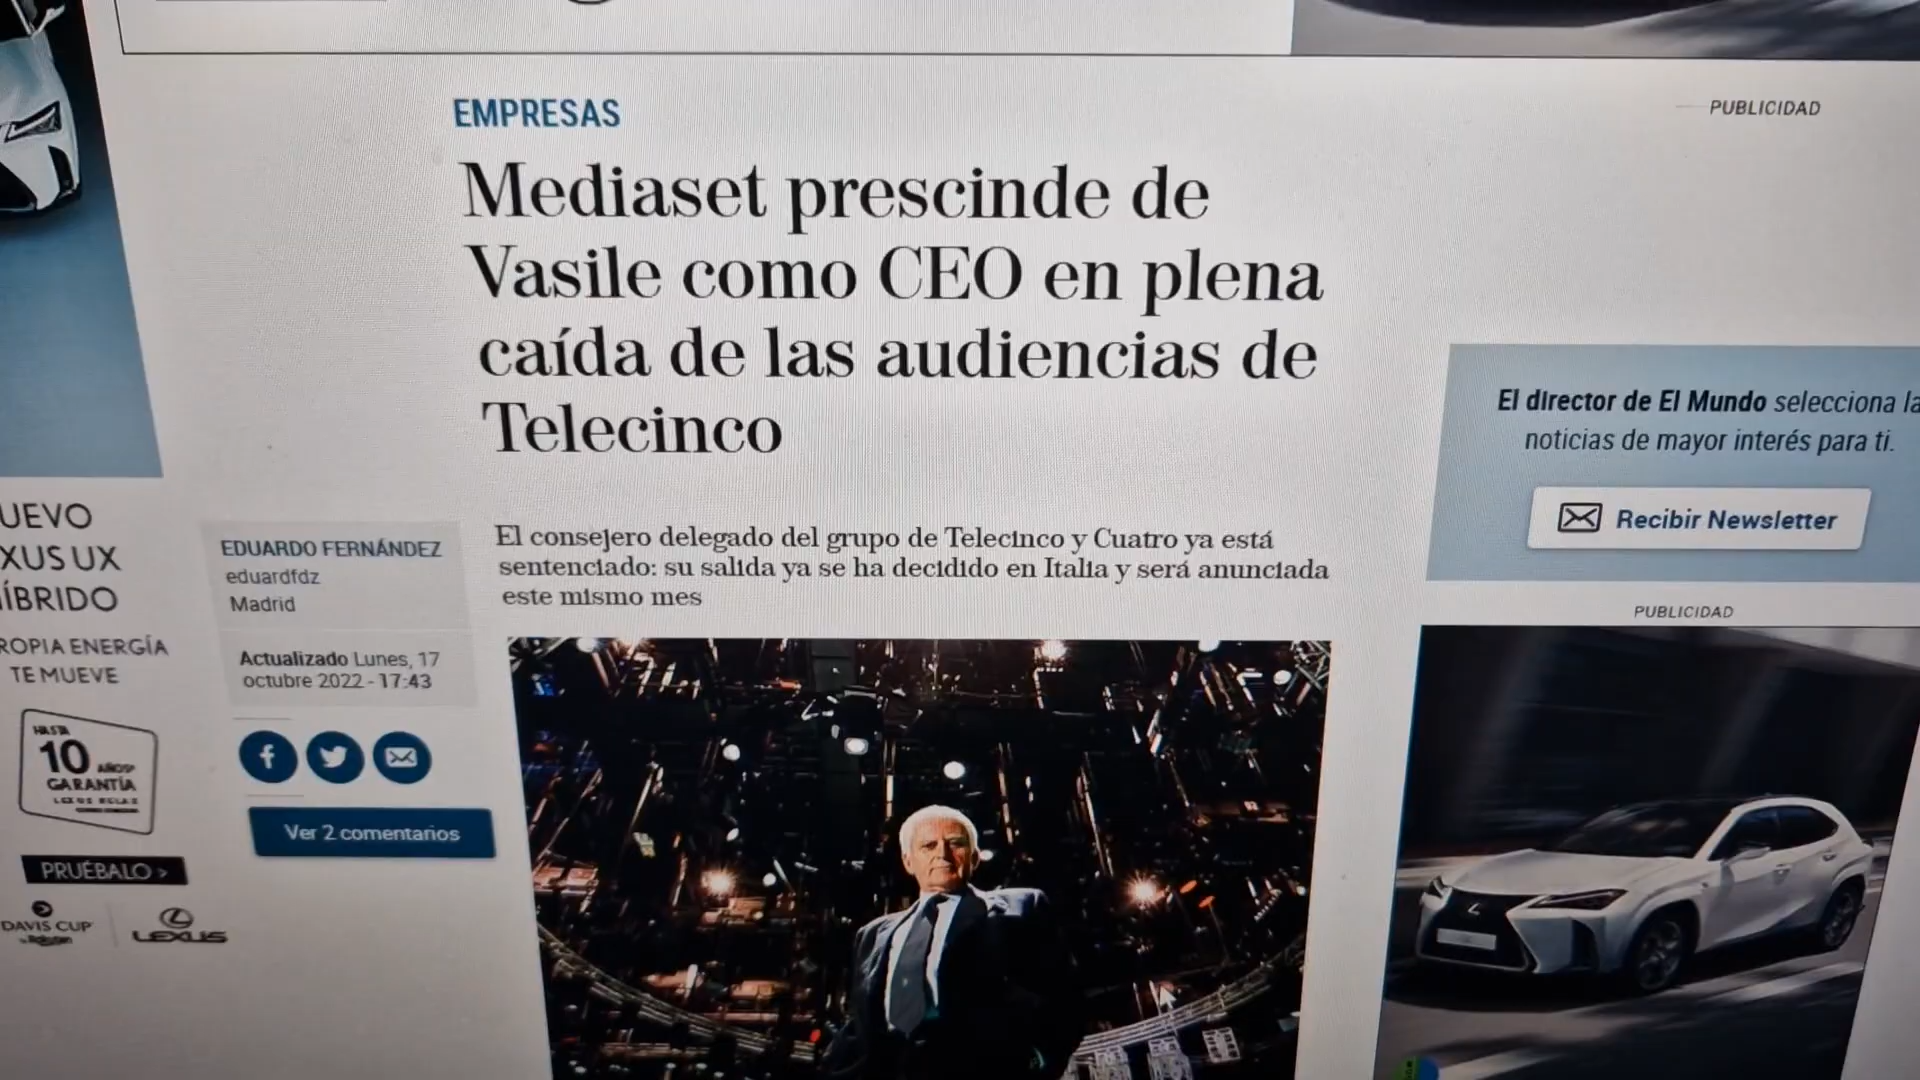 EMPRESAS
Mediaset prescinde de
Vasile como CEO en plena
caída de las audiencias de
Telecinco
El consejero delegado del grupo de Telecinco y Cuatro ya está
sentenciado: su salida ya se ha decidido en Italia y será anunciada
este mismo mes
EDUARDO FERNÁNDEZ
eduardfdz
Madrid
Actualizado Lunes, 17
octubre 2022 - 17:43
Ver 2 comentarios
UEVO
XUS UX
ÍBRIDO
ROPIA ENERGÍA
TE MUEVE
HASTA
10 AÑOS*
GARANTÍA
PRUÉBALO >
DAVIS CUP
by Rakuten
LEXUS
PUBLICIDAD
El director de El Mundo selecciona la
noticias de mayor interés para ti.
Recibir Newsletter
PUBLICIDAD